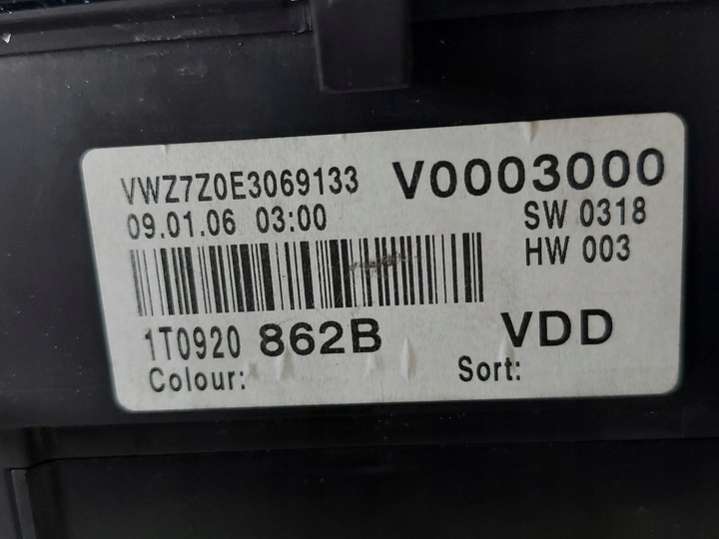 VWZ7Z0E3069133 V0003000
09.01.06 03:00 SW 0318
HW 003
1T0920 862B VDD
Colour: Sort: